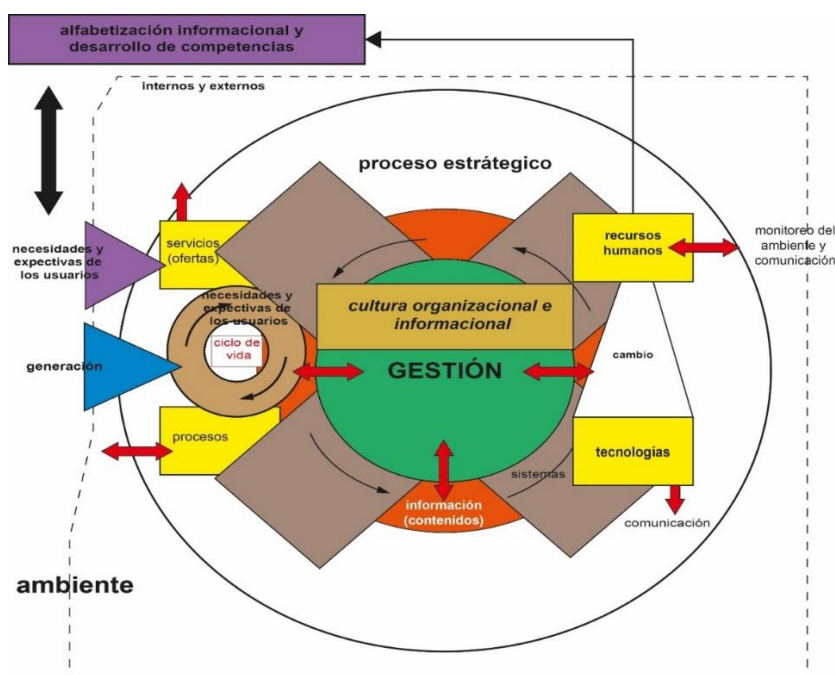 alfabetización informacional y
desarrollo de competencias
internos y externos
proceso estrátegico
necesidades y
expectivas de
los usuarios
servicios
(ofertas)
recursos
humanos
monitoreo del
ambiente y
comunicación
necesidades y
expectivas de
los usuarios
cultura organizacional e
informacional
ciclo de
vida
generación
GESTIÓN
cambio
procesos
tecnologías
sistemas
información
(contenidos)
comunicación
ambiente